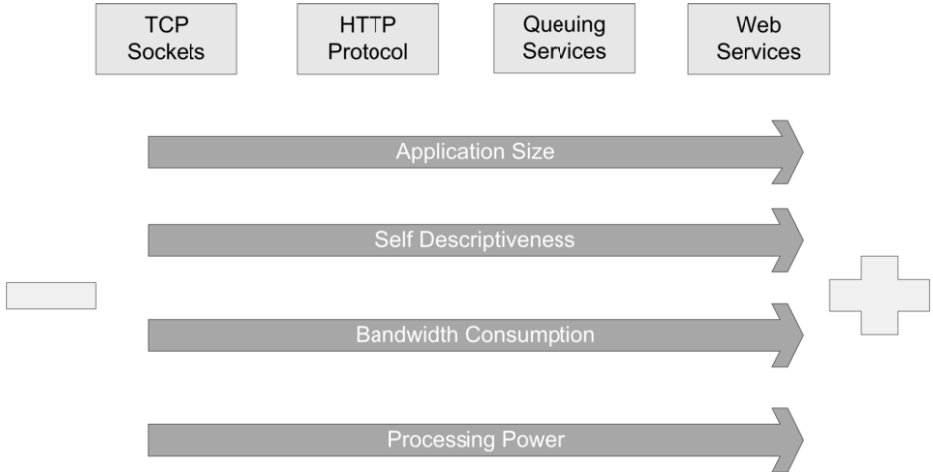 TCP
Sockets
HTTP
Protocol
Queuing
Services
Web
Services
Application Size
Self Descriptiveness
Bandwidth Consumption
Processing Power